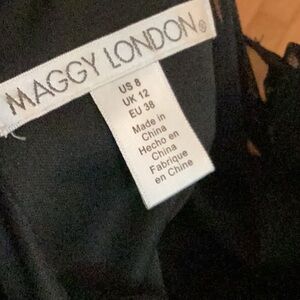 MAGGY LONDON®
US 8
UK 12
EU 38
Made in
China
Hecho en
China
Fabriqué
en Chine